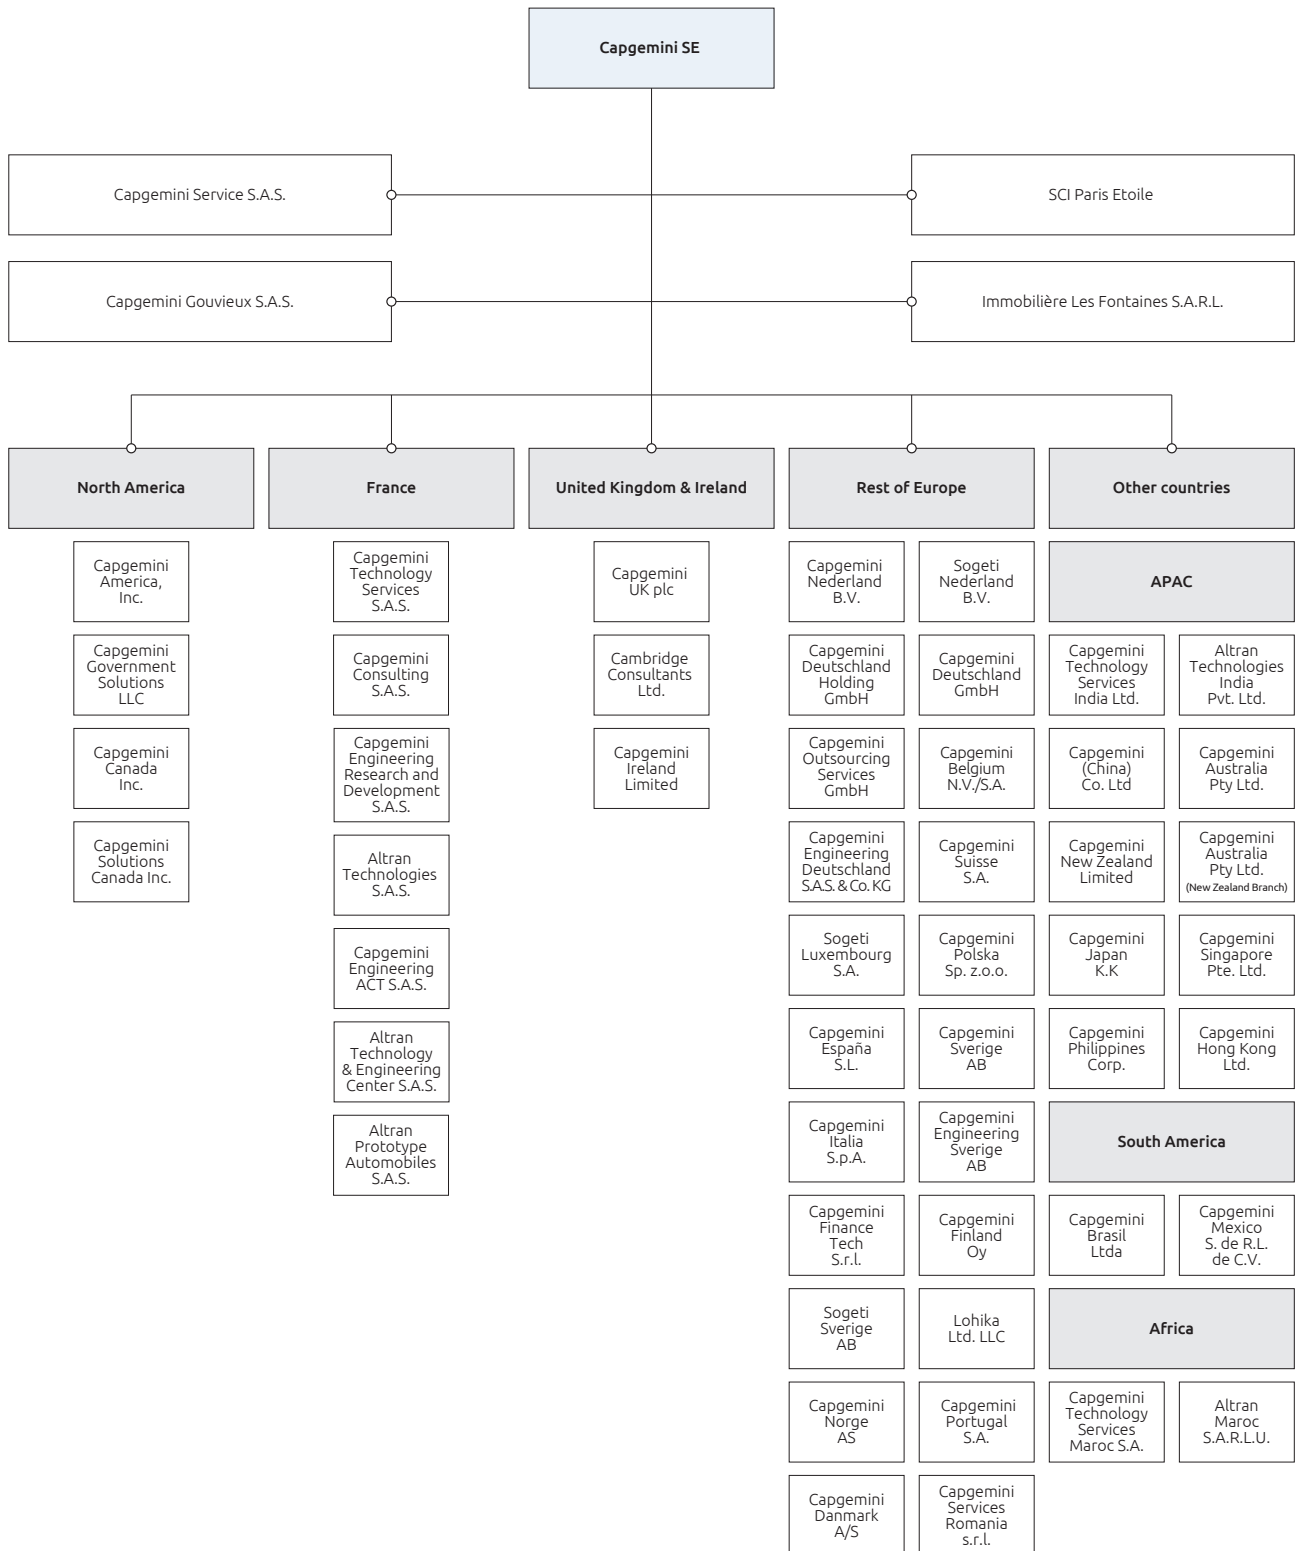 Capgemini SE
Capgemini Service S.A.S.
SCI Paris Etoile
Capgemini Gouvieux S.A.S.
Immobilière Les Fontaines S.A.R.L.
North America
France
United Kingdom & Ireland
Rest of Europe
Other countries
Capgemini
America,
Inc.
Capgemini
Government
Solutions
LLC
Capgemini
Canada
Inc.
Capgemini
Solutions
Canada Inc.
Capgemini
Technology
Services
S.A.S.
Capgemini
Consulting
S.A.S.
Capgemini
Engineering
Research and
Development
S.A.S.
Altran
Technologies
S.A.S.
Capgemini
Engineering
ACT S.A.S.
Altran
Technology
& Engineering
Center S.A.S.
Altran
Prototype
Automobiles
S.A.S.
Capgemini
UK plc
Cambridge
Consultants
Ltd.
Capgemini
Ireland
Limited
Capgemini
Nederland
B.V.
Sogeti
Nederland
B.V.
Capgemini
Deutschland
Holding
GmbH
Capgemini
Deutschland
GmbH
Capgemini
Outsourcing
Services
GmbH
Capgemini
Belgium
N.V./S.A.
Capgemini
Engineering
Deutschland
S.A.S. & Co. KG
Capgemini
Suisse
S.A.
Sogeti
Luxembourg
S.A.
Capgemini
Polska
Sp. z.o.o.
Capgemini
España
S.L.
Capgemini
Sverige
AB
Capgemini
Italia
S.p.A.
Capgemini
Engineering
Sverige
AB
Capgemini
Finance
Tech
S.r.l.
Capgemini
Finland
Oy
Sogeti
Sverige
AB
Lohika
Ltd. LLC
Capgemini
Norge
AS
Capgemini
Portugal
S.A.
Capgemini
Danmark
A/S
Capgemini
Services
Romania
s.r.l.
APAC
Capgemini
Technology
Services
India Ltd.
Altran
Technologies
India
Pvt. Ltd.
Capgemini
(China)
Co. Ltd
Capgemini
Australia
Pty Ltd.
Capgemini
New Zealand
Limited
Capgemini
Australia
Pty Ltd.
(New Zealand Branch)
Capgemini
Japan
K.K
Capgemini
Singapore
Pte. Ltd.
Capgemini
Philippines
Corp.
Capgemini
Hong Kong
Ltd.
South America
Capgemini
Brasil
Ltda
Capgemini
Mexico
S. de R.L.
de C.V.
Africa
Capgemini
Technology
Services
Maroc S.A.
Altran
Maroc
S.A.R.L.U.